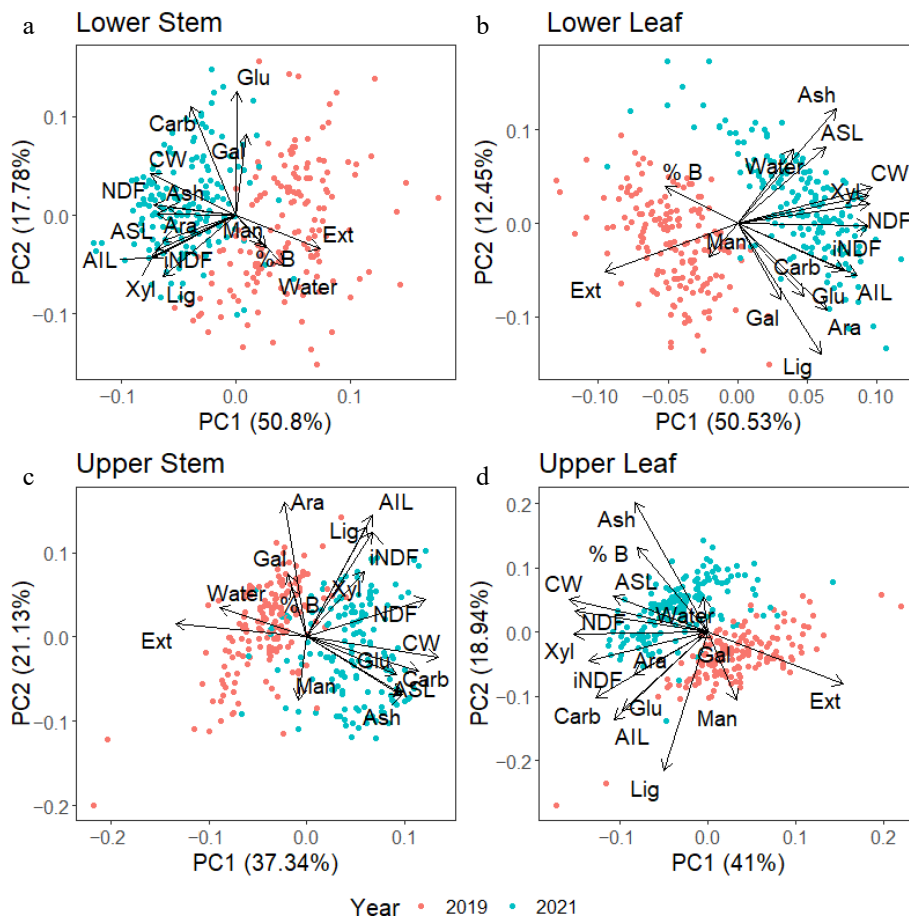 a Lower Stem
PC2 (17.78%)
0.1
0.0
−0.1
Glu
Carb
Gal
CW
NDF
Ash
ASL
Ara
Man
Ext
AIL
iNDF
% B
Xyl
Lig
Water
−0.1 0.0 0.1
PC1 (50.8%)
b Lower Leaf
PC2 (12.45%)
0.1
0.0
−0.1
Ash
ASL
Water
% B
CW
Xyl
NDF
Man
iNDF
Ext
Carb
AIL
Glu
Gal
Ara
Lig
−0.10 −0.05 0.00 0.05 0.10
PC1 (50.53%)
c Upper Stem
PC2 (21.13%)
0.1
0.0
−0.1
−0.2
Ara
AIL
Lig
Gal
iNDF
Water
% B
Xyl
NDF
Ext
CW
Glu
Carb
Man
ASL
Ash
−0.2 −0.1 0.0 0.1
PC1 (37.34%)
d Upper Leaf
PC2 (18.94%)
0.2
0.1
0.0
−0.1
−0.2
Ash
% B
CW
ASL
NDF
Water
Xyl
Ara
Gal
iNDF
Carb
Glu
Man
Ext
AIL
Lig
−0.1 0.0 0.1 0.2
PC1 (41%)
Year 2019 2021